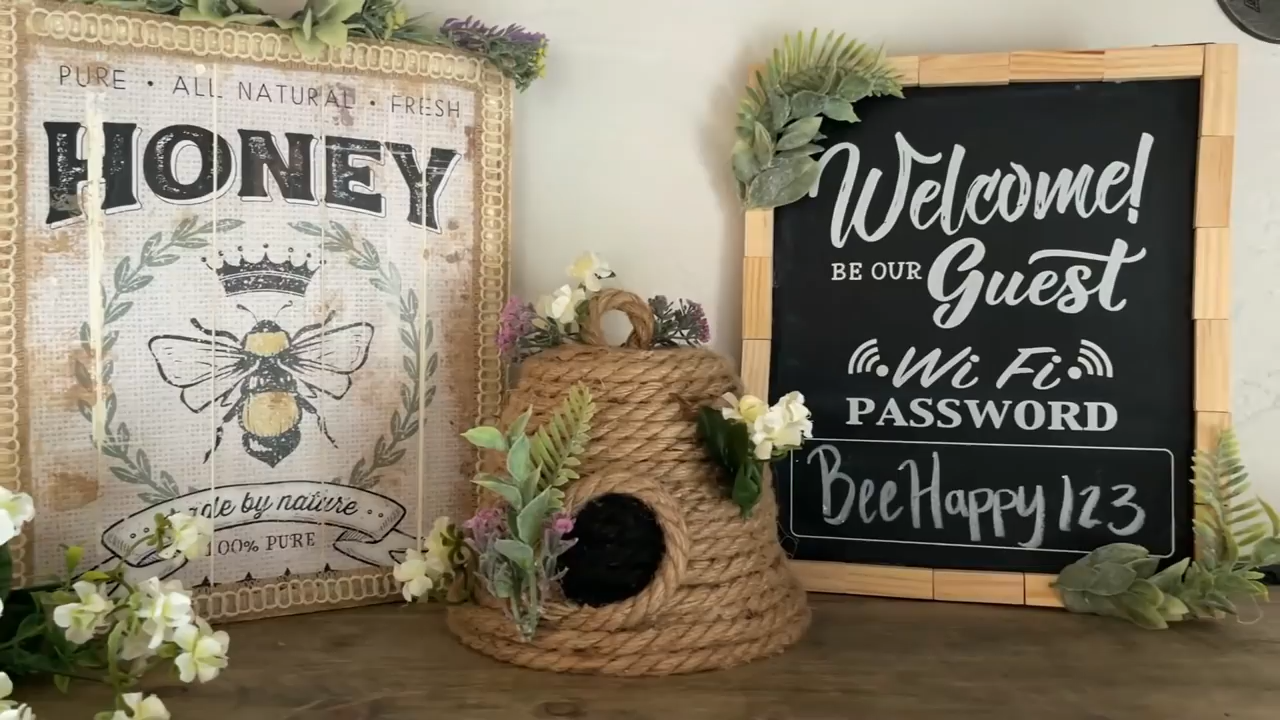 PURE • ALL NATURAL • FRESH
HONEY
made by nature
100% PURE
Welcome!
BE OUR Guest
Wi Fi
PASSWORD
BeeHappy123